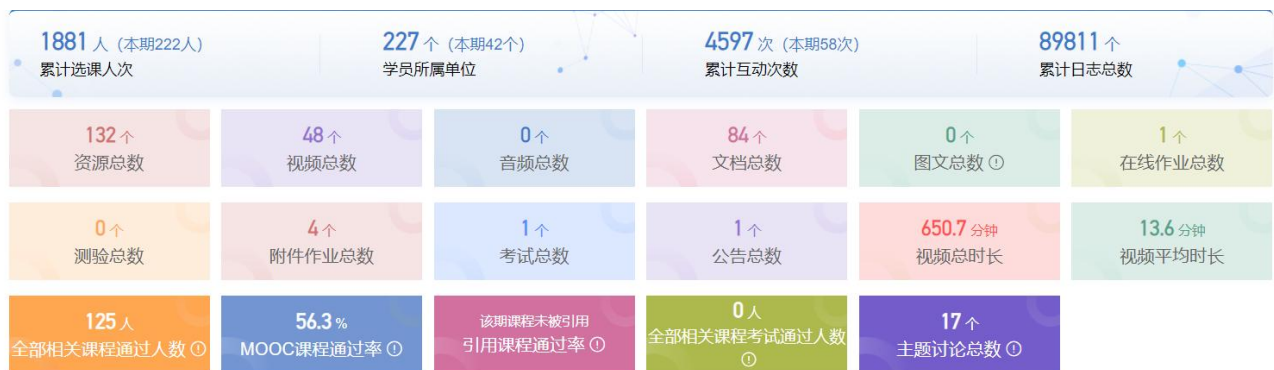 1881 人 (本期222人)
累计选课人次
227 个 (本期42个)
学员所属单位
4597 次 (本期58次)
累计互动次数
89811 个
累计日志总数
132 个
资源总数
48 个
视频总数
0 个
音频总数
84 个
文档总数
0 个
图文总数
1 个
在线作业总数
0 个
测验总数
4 个
附件作业总数
1 个
考试总数
1 个
公告总数
650.7 分钟
视频总时长
13.6 分钟
视频平均时长
125 人
全部相关课程通过人数
56.3 %
MOOC课程通过率
该期课程未被引用
引用课程通过率
0 人
全部相关课程考试通过人数
17 个
主题讨论总数